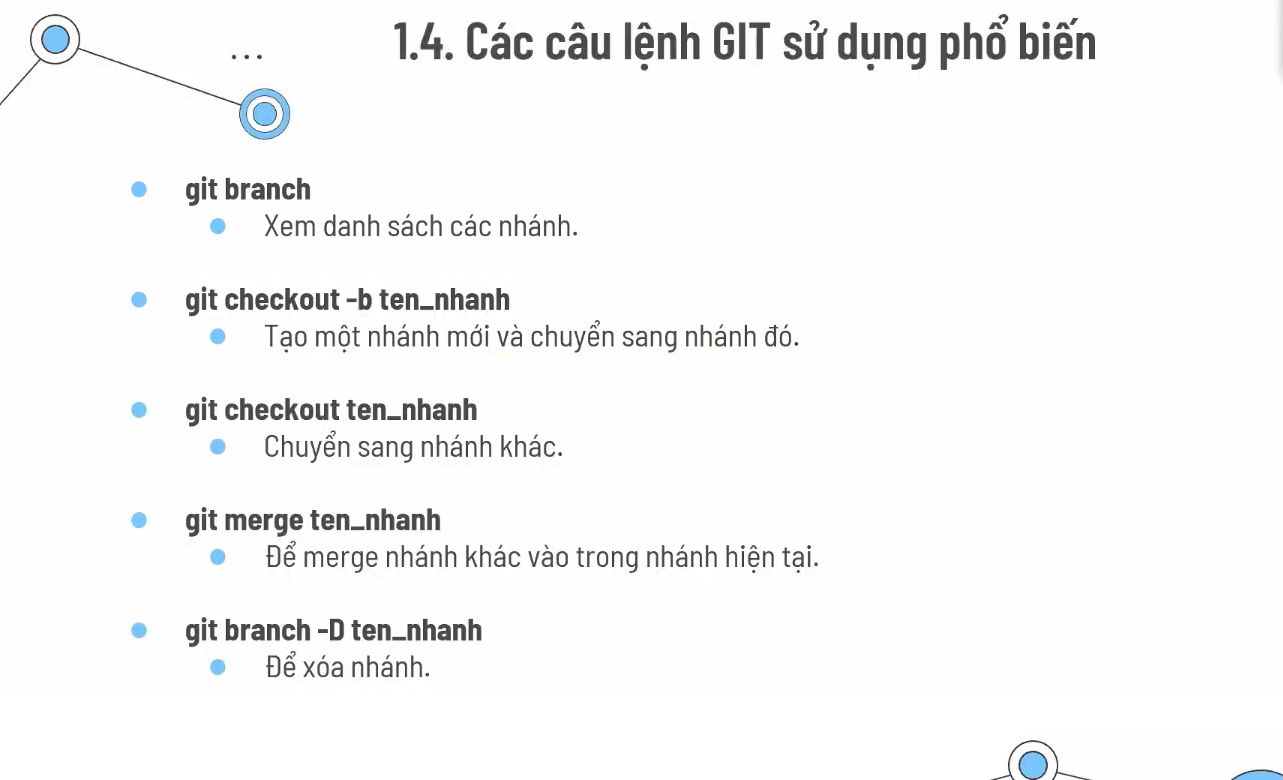 ...
1.4. Các câu lệnh GIT sử dụng phổ biến
git branch
Xem danh sách các nhánh.
git checkout -b ten_nhanh
Tạo một nhánh mới và chuyển sang nhánh đó.
git checkout ten_nhanh
Chuyển sang nhánh khác.
git merge ten_nhanh
Để merge nhánh khác vào trong nhánh hiện tại.
git branch -D ten_nhanh
Để xóa nhánh.